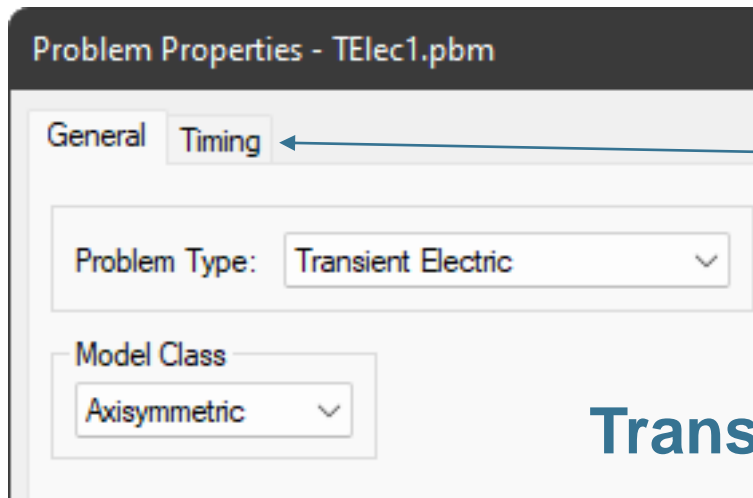 Problem Properties - TElec1.pbm
General Timing
Problem Type: Transient Electric
Model Class
Axisymmetric
Trans